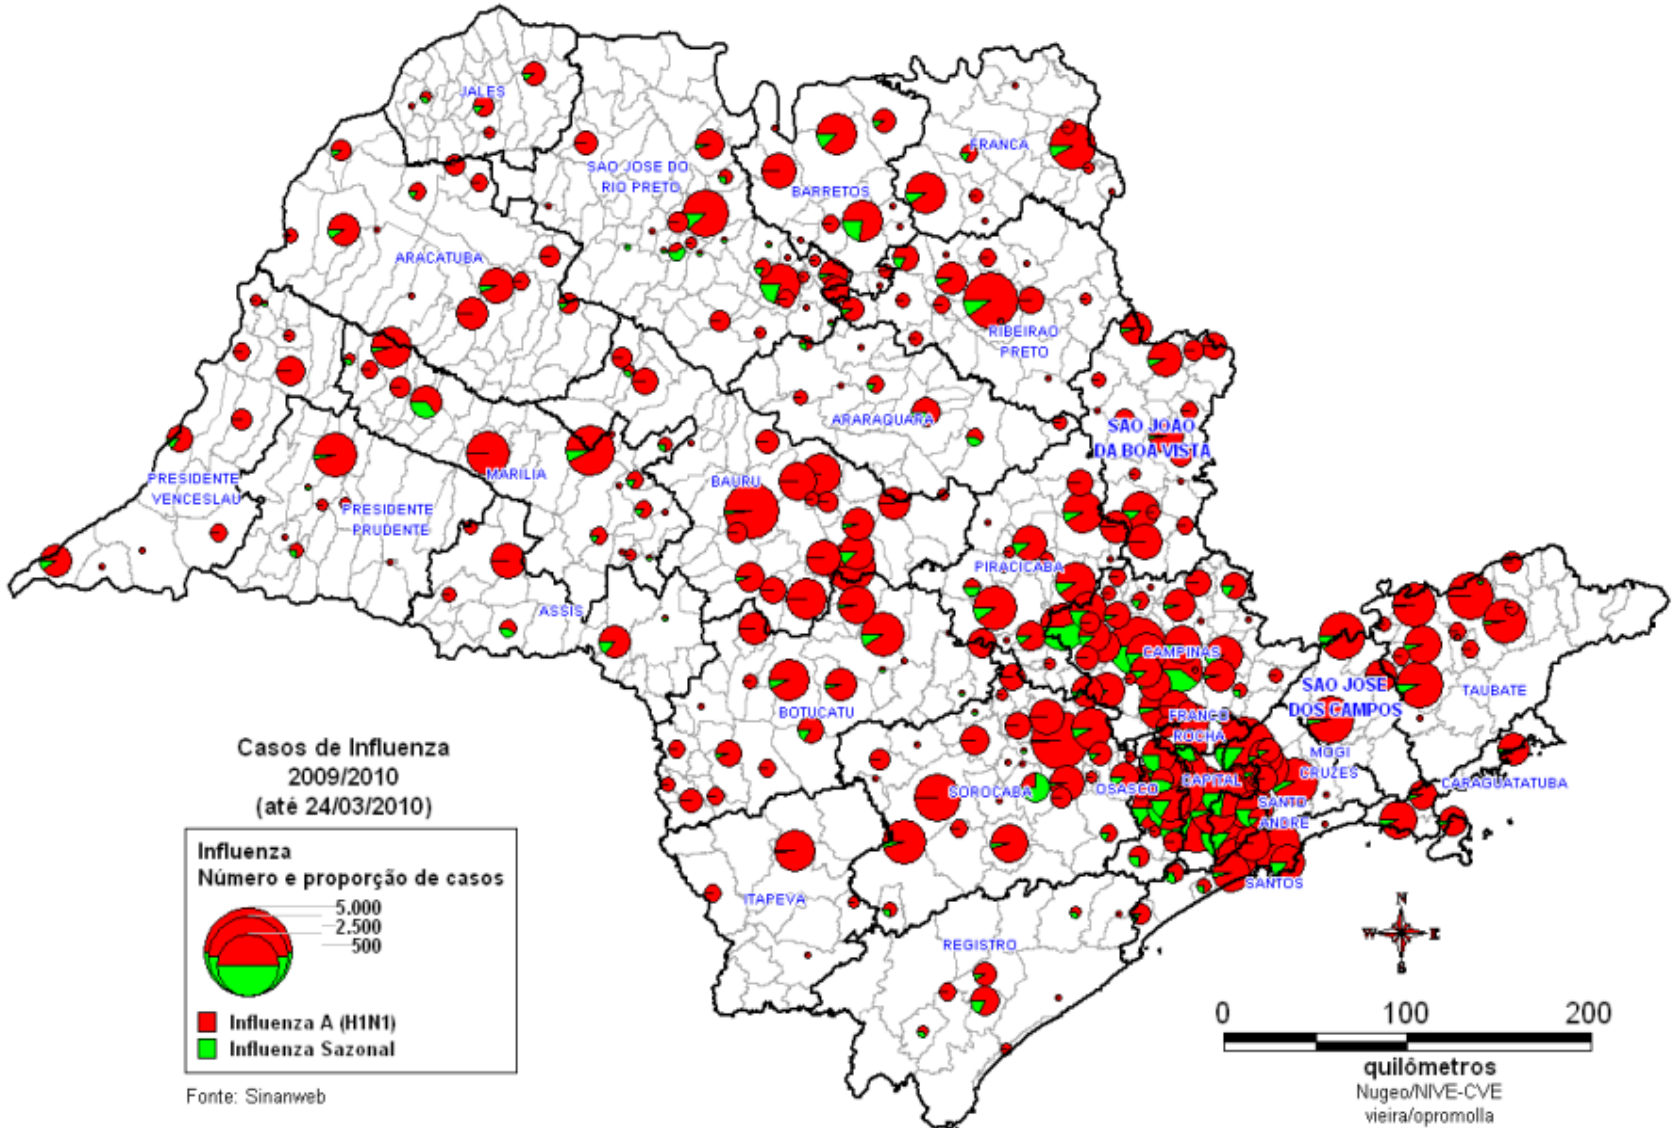 JALES
SAO JOSE DO
RIO PRETO
BARRETOS
FRANCA
ARACATUBA
RIBEIRAO
PRETO
ARARAQUARA
SAO JOAO
DA BOA VISTA
PRESIDENTE
VENCESLAU
MARILIA
BAURU
PRESIDENTE
PRUDENTE
PIRACICABA
ASSIS
CAMPINAS
SAO JOSE
DOS CAMPOS
TAUBATE
BOTUCATU
FRANCO
ROCHA
MOGI
CRUZES
CARAGUATATUBA
SOROCABA
OSASCO
CAPITAL
SANTO
ANDRE
SANTOS
ITAPEVA
REGISTRO
Casos de Influenza
2009/2010
(até 24/03/2010)
Influenza
Número e proporção de casos
5.000
2.500
500
Influenza A (H1N1)
Influenza Sazonal
Fonte: Sinanweb
N
W E
S
0 100 200
quilômetros
Nugeo/NIVE-CVE
vieira/opromolla